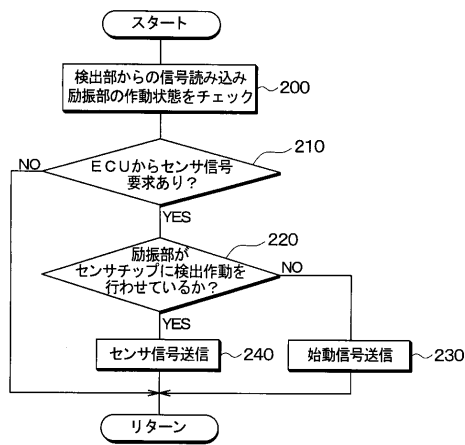 スタート
検出部からの信号読み込み
励振部の作動状態をチェック
200
ECUからセンサ信号
要求あり?
210
NO
YES
励振部が
センサチップに検出作動を
行わせているか?
220
NO
YES
センサ信号送信
240
始動信号送信
230
リターン